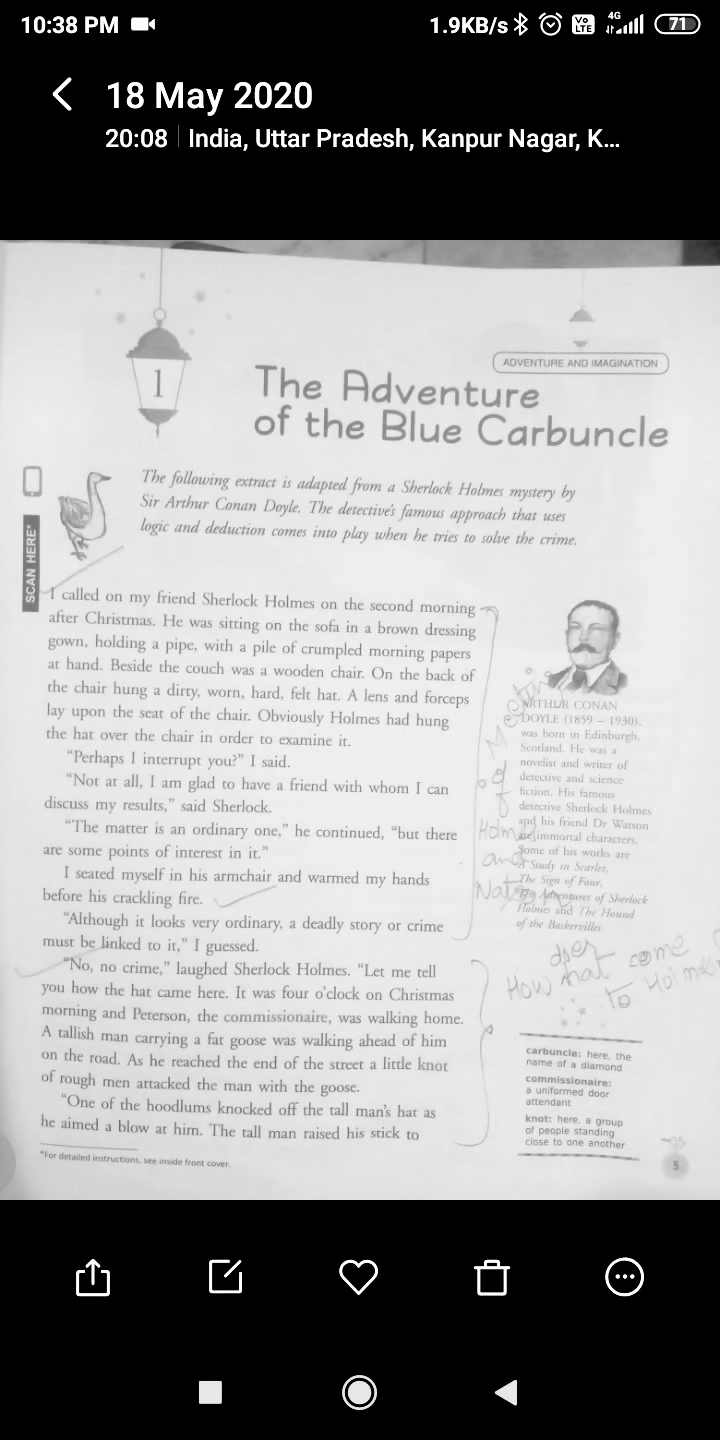 10:38 PM
1.9KB/s
4G
Vo
LTE
71
18 May 2020
20:08 India, Uttar Pradesh, Kanpur Nagar, K...
1
ADVENTURE AND IMAGINATION
The Adventure
of the Blue Carbuncle
SCAN HERE*
The following extract is adapted from a Sherlock Holmes mystery by
Sir Arthur Conan Doyle. The detective's famous approach that uses
logic and deduction comes into play when he tries to solve the crime.
I called on my friend Sherlock Holmes on the second morning
after Christmas. He was sitting on the sofa in a brown dressing
gown, holding a pipe, with a pile of crumpled morning papers
at hand. Beside the couch was a wooden chair. On the back of
the chair hung a dirty, worn, hard, felt hat. A lens and forceps
lay upon the seat of the chair. Obviously Holmes had hung
the hat over the chair in order to examine it.
"Perhaps I interrupt you?" I said.
"Not at all, I am glad to have a friend with whom I can
discuss my results," said Sherlock.
"The matter is an ordinary one," he continued, "but there
are some points of interest in it."
I seated myself in his armchair and warmed my hands
before his crackling fire.
"Although it looks very ordinary, a deadly story or crime
must be linked to it," I guessed.
"No, no crime," laughed Sherlock Holmes. "Let me tell
you how the hat came here. It was four o'clock on Christmas
morning and Peterson, the commissionaire, was walking home.
A tallish man carrying a fat goose was walking ahead of him
on the road. As he reached the end of the street a little knot
of rough men attacked the man with the goose.
"One of the hoodlums knocked off the tall man's hat as
he aimed a blow at him. The tall man raised his stick to
*For detailed instructions, see inside front cover.
ARTHUR CONAN
DOYLE (1859 – 1930),
was born in Edinburgh,
Scotland. He was a
novelist and writer of
detective and science
fiction. His famous
detective Sherlock Holmes
and his friend Dr Watson
are immortal characters.
Some of his works are
A Study in Scarlet,
The Sign of Four,
The Adventures of Sherlock
Holmes and The Hound
of the Baskervilles.
Meeting
of
Holmes
and
does
How hat come
to Holmes
carbuncle: here, the
name of a diamond
commissionaire:
a uniformed door
attendant
knot: here, a group
of people standing
close to one another
5